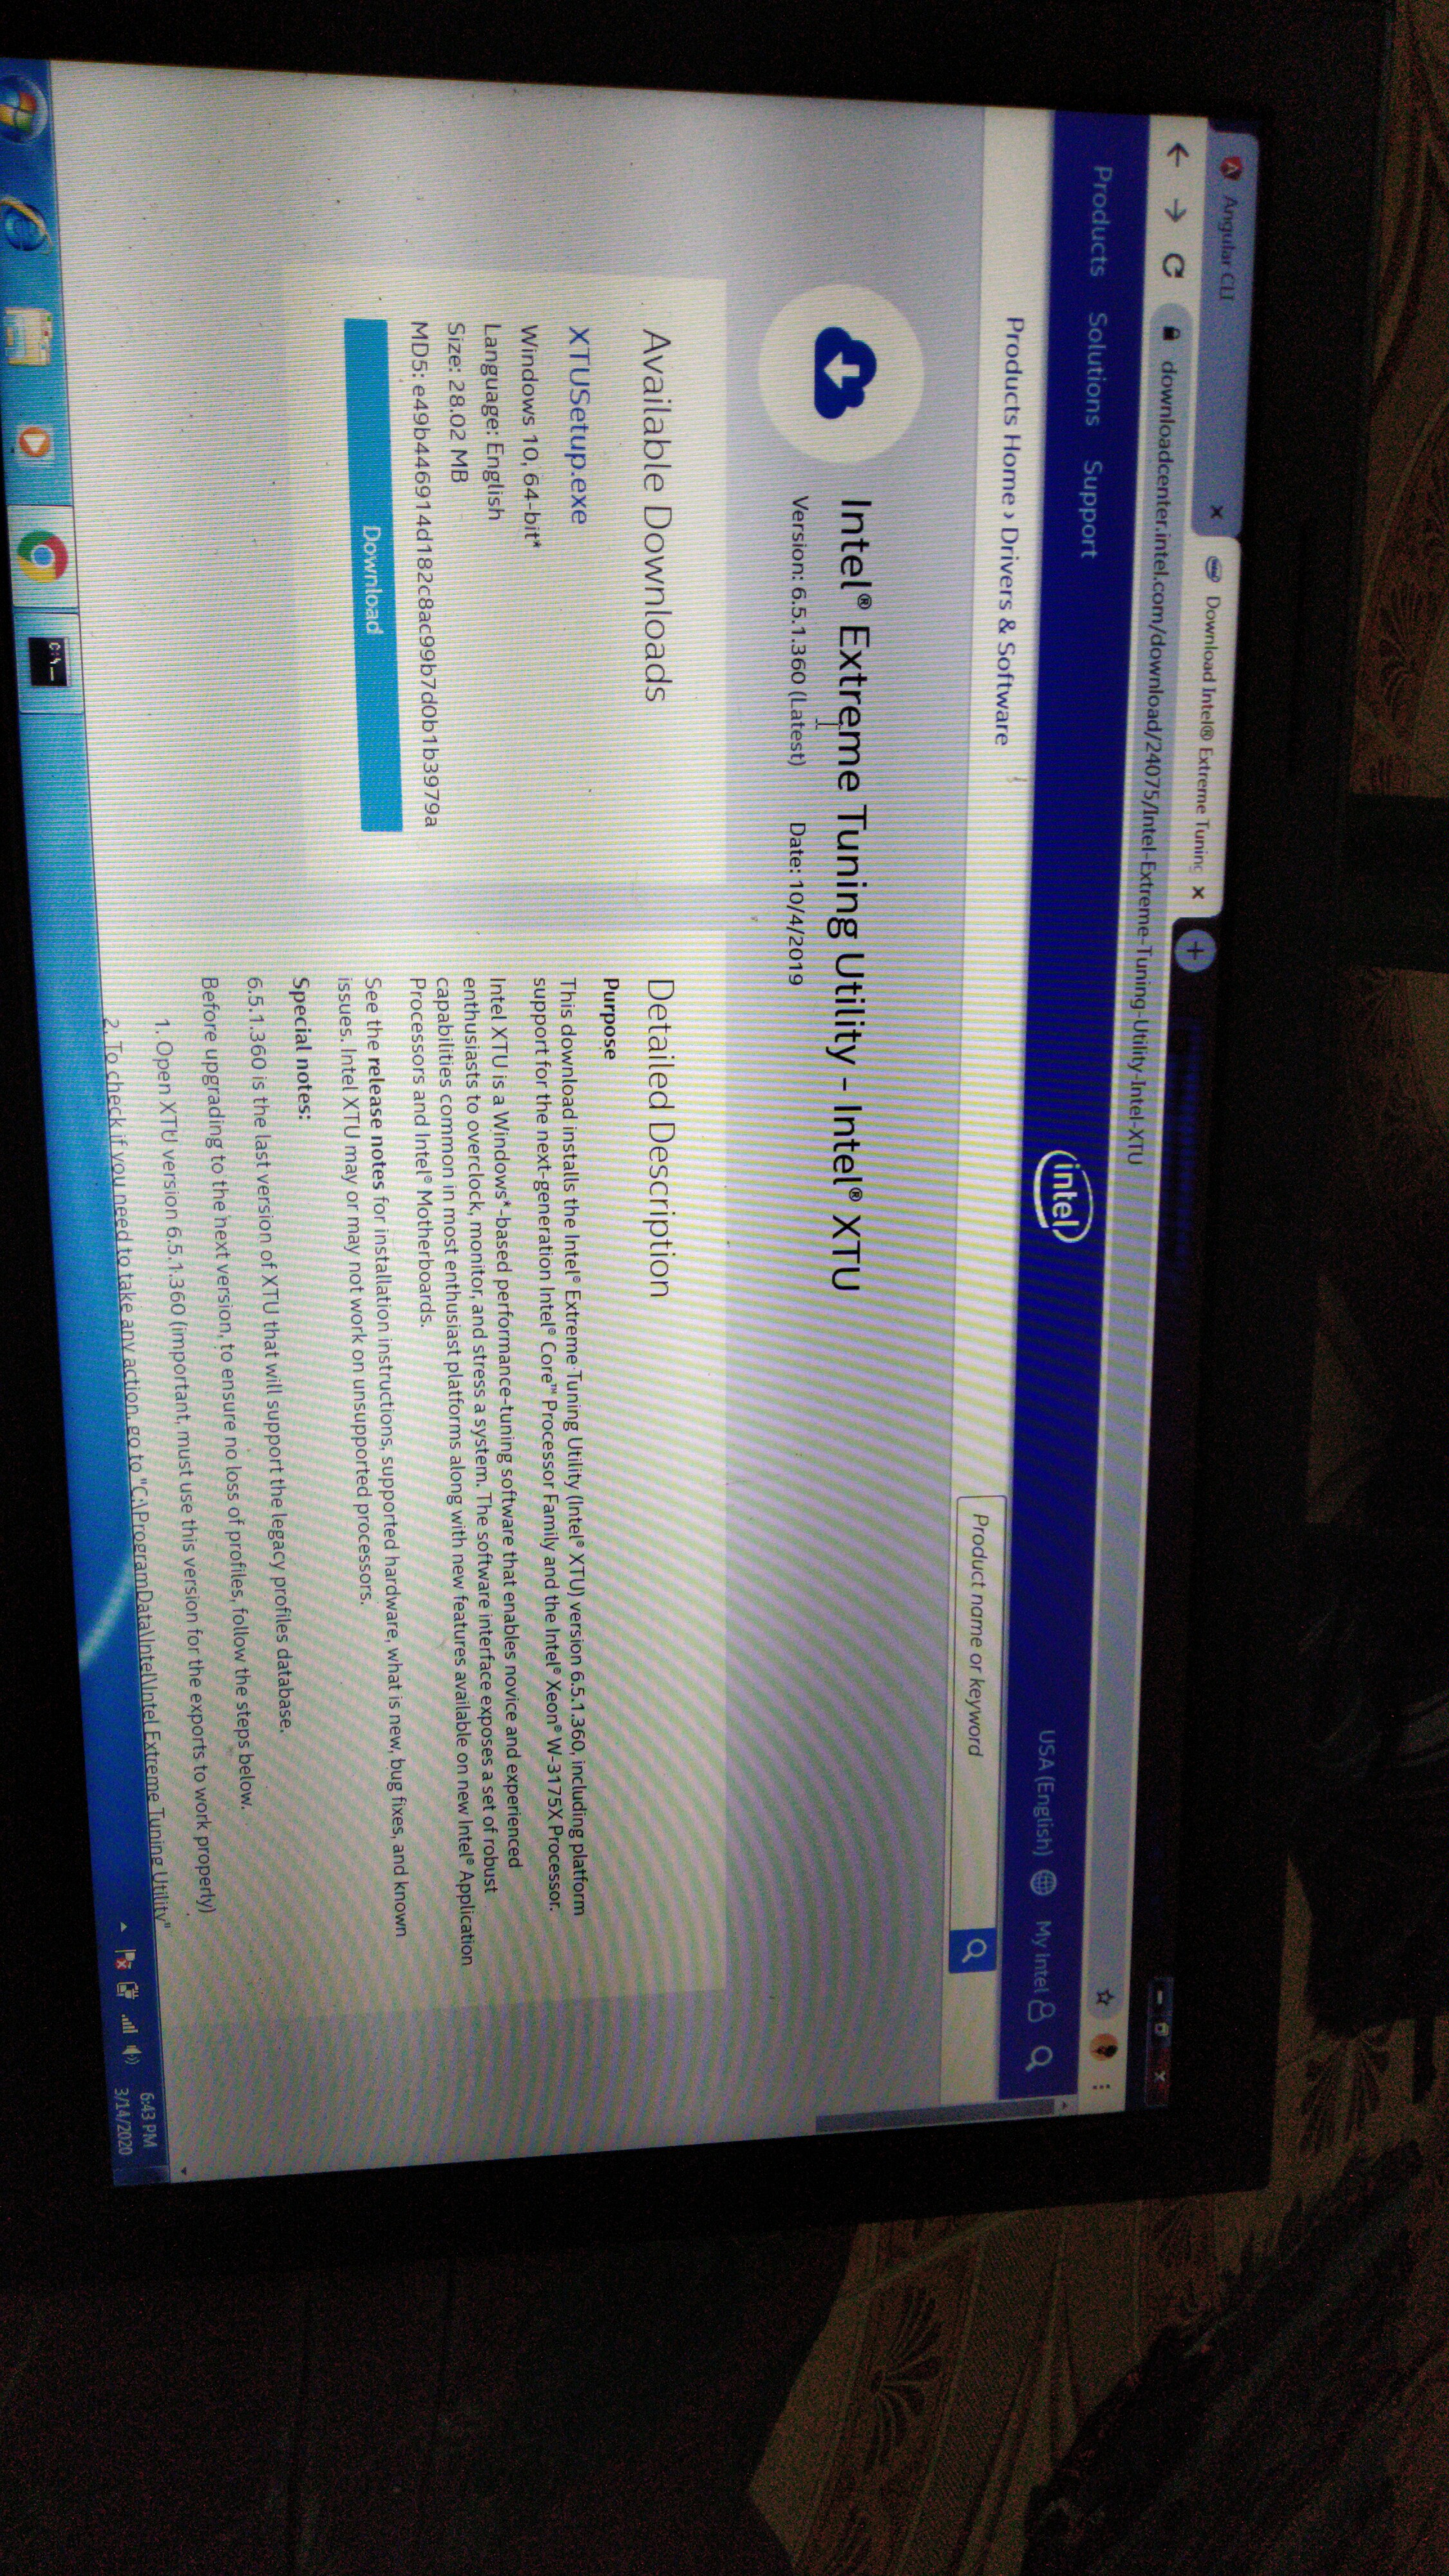 Angular CLI
Download Intel® Extreme Tuning
downloadcenter.intel.com/download/24075/Intel-Extreme-Tuning-Utility-Intel-XTU
Products Solutions Support
intel
USA (English) My Intel
Products Home › Drivers & Software
Product name or keyword
Intel® Extreme Tuning Utility - Intel® XTU
Version: 6.5.1.360 (Latest) Date: 10/4/2019
Available Downloads
XTUSetup.exe
Windows 10, 64-bit*
Language: English
Size: 28.02 MB
MD5: e49b446914d182c8ac99b7d0b1b3979a
Download
Detailed Description
Purpose
This download installs the Intel® Extreme Tuning Utility (Intel® XTU) version 6.5.1.360, including platform
support for the next-generation Intel® Core™ Processor Family and the Intel® Xeon® W-3175X Processor.
Intel XTU is a Windows*-based performance-tuning software that enables novice and experienced
enthusiasts to overclock, monitor, and stress a system. The software interface exposes a set of robust
capabilities common in most enthusiast platforms along with new features available on new Intel® Application
Processors and Intel® Motherboards.
See the release notes for installation instructions, supported hardware, what is new, bug fixes, and known
issues. Intel XTU may or may not work on unsupported processors.
Special notes:
6.5.1.360 is the last version of XTU that will support the legacy profiles database.
Before upgrading to the next version, to ensure no loss of profiles, follow the steps below.
1. Open XTU version 6.5.1.360 (important, must use this version for the exports to work properly)
2. To check if you need to take any action, go to "C:\ProgramData\Intel\Intel Extreme Tuning Utility"
6:43 PM
3/14/2020